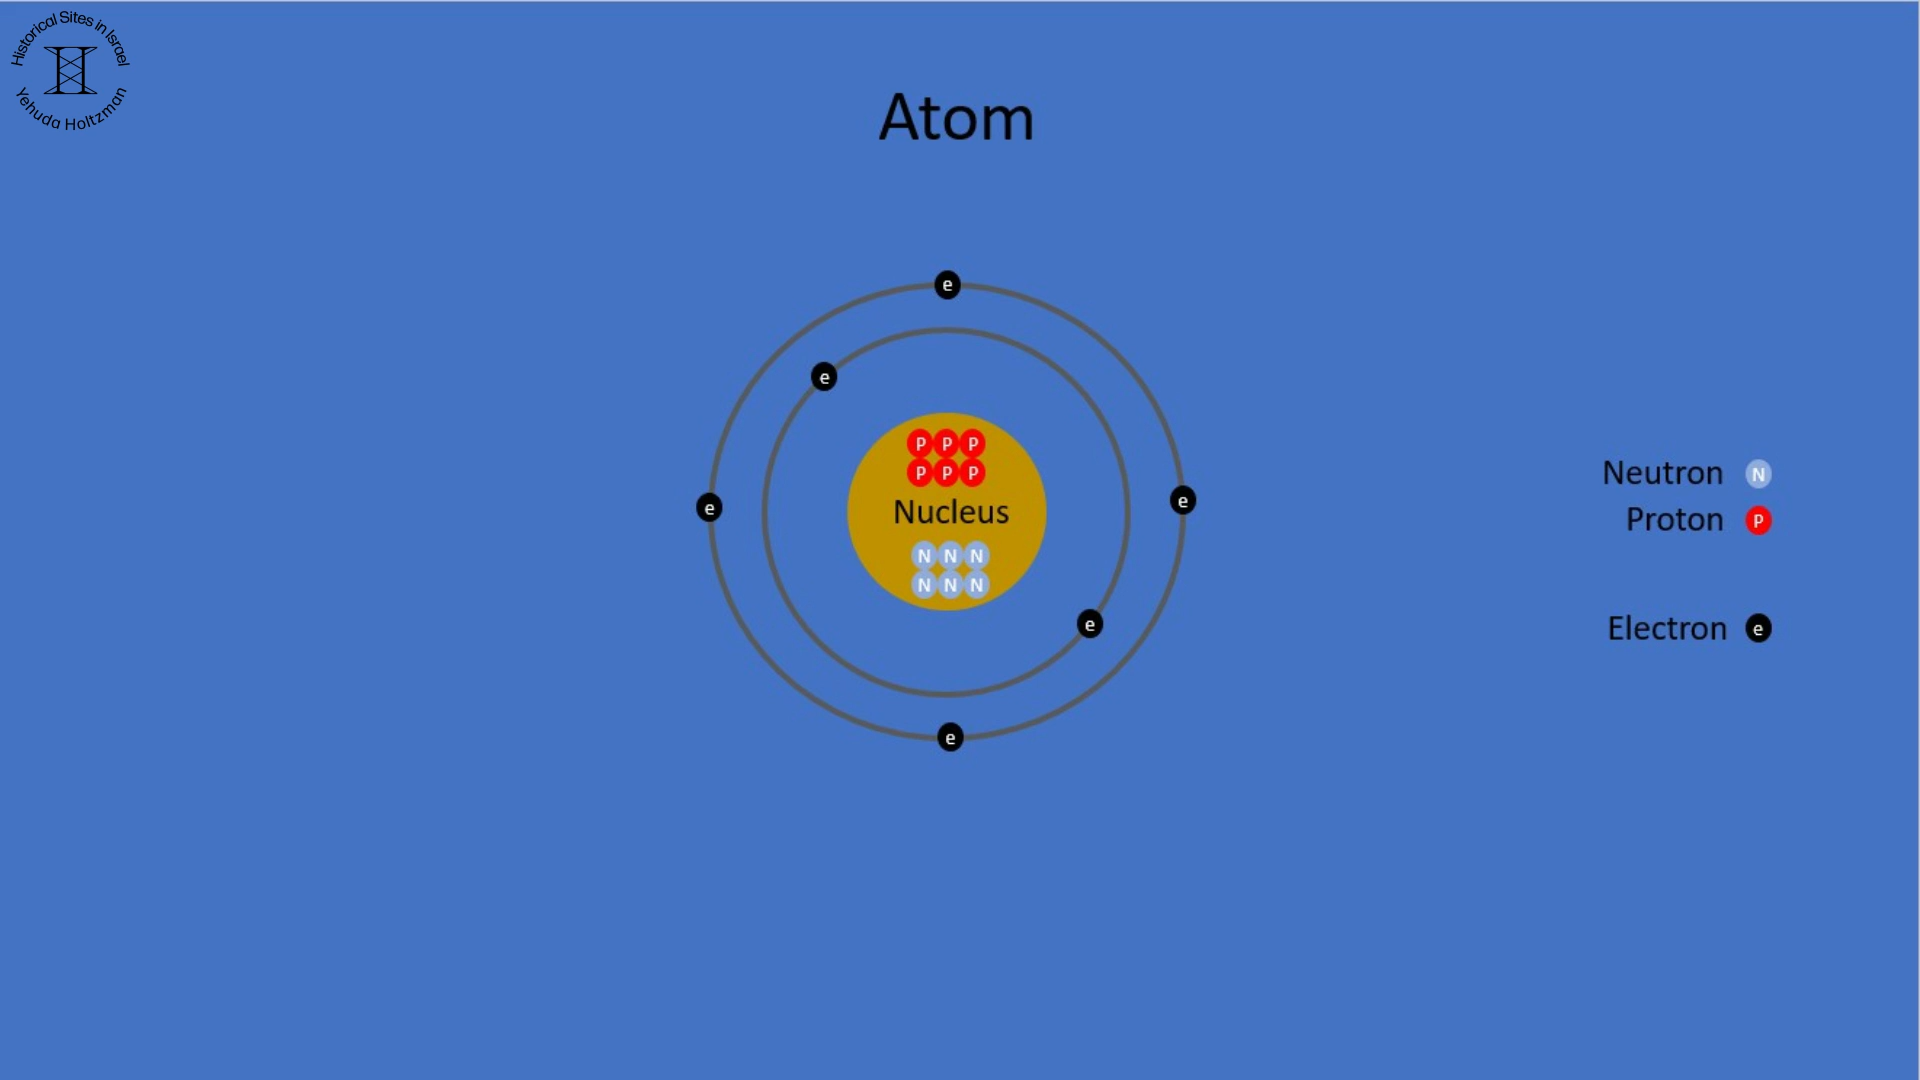 Historical Sites in Israel
Yehuda Holtzman
Atom
e
e
P P P
P P P
Nucleus
N N N
N N N
e
e
e
e
Neutron N
Proton P
Electron e